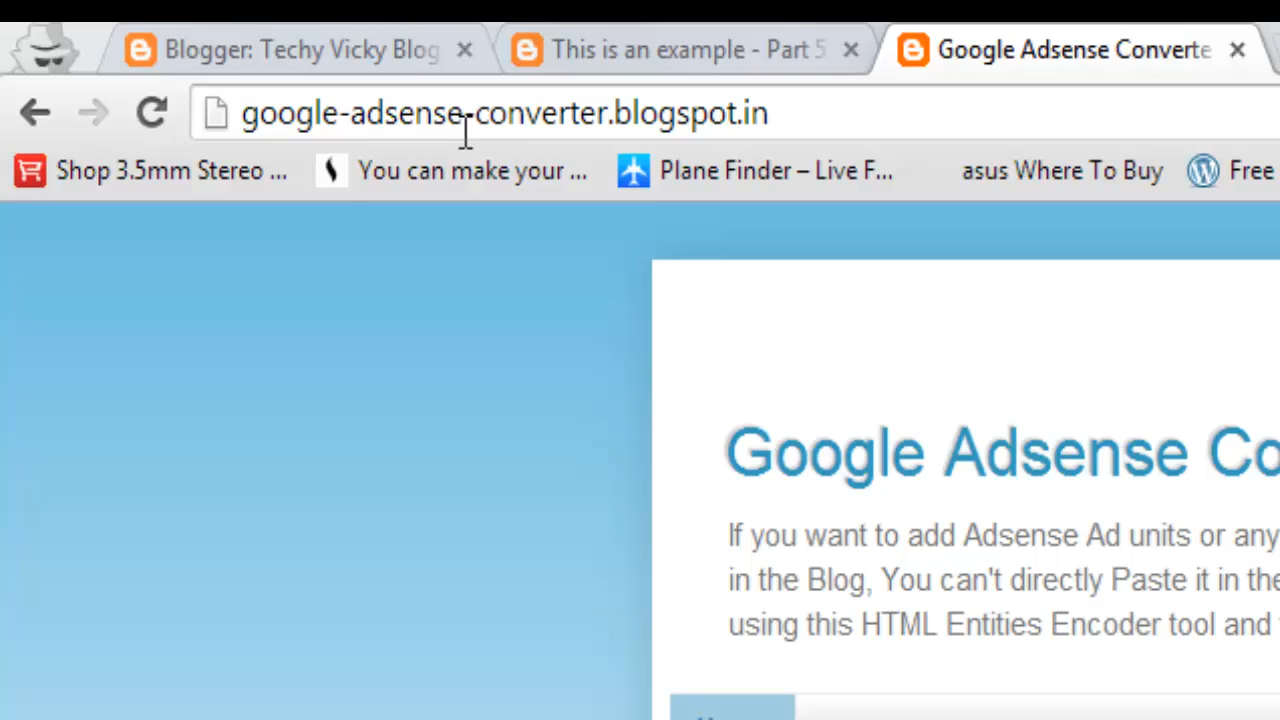 Blogger: Techy Vicky Blog
This is an example - Part 5
Google Adsense Converte
google-adsense-converter.blogspot.in
Shop 3.5mm Stereo ...
You can make your ...
Plane Finder – Live F...
asus Where To Buy
Free
Google Adsense Co
If you want to add Adsense Ad units or any
in the Blog, You can't directly Paste it in the
using this HTML Entities Encoder tool and